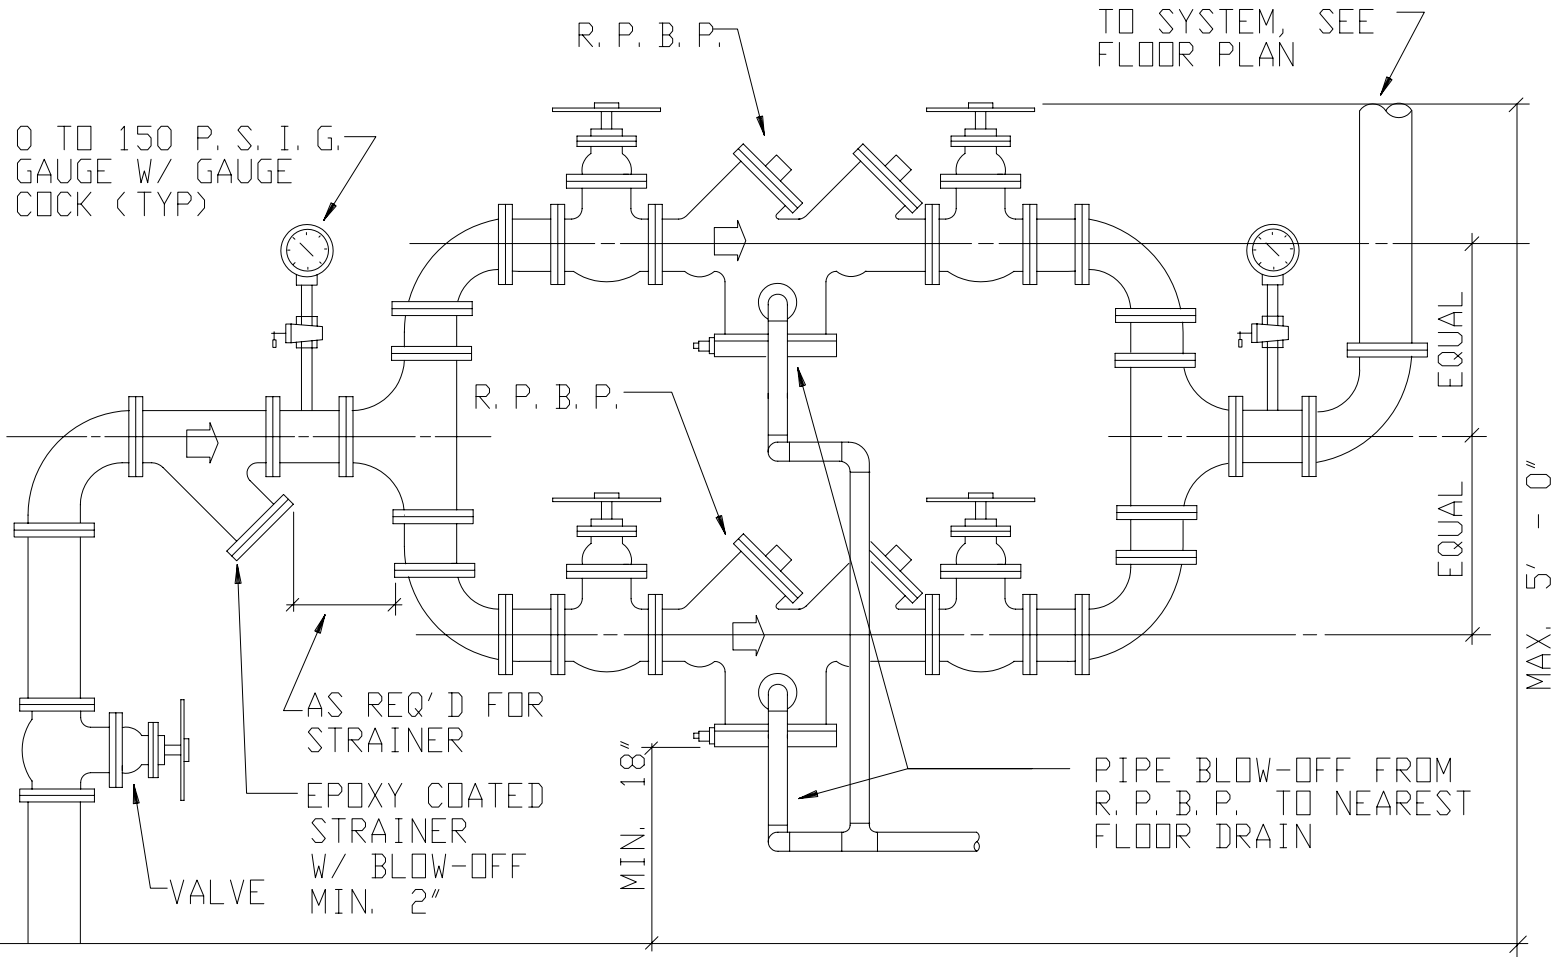 R. P. B. P.
TO SYSTEM, SEE
FLOOR PLAN
0 TO 150 P. S. I. G.
GAUGE W/ GAUGE
COCK (TYP)
R. P. B. P.
EQUAL
EQUAL
MAX. 5' - 0"
AS REQ'D FOR
STRAINER
EPOXY COATED
STRAINER
W/ BLOW-OFF
MIN. 2"
VALVE
MIN. 18"
PIPE BLOW-OFF FROM
R. P. B. P. TO NEAREST
FLOOR DRAIN